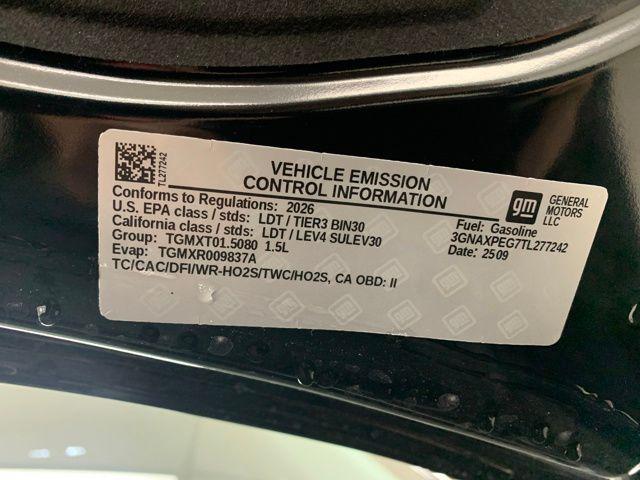 TL277242
VEHICLE EMISSION
CONTROL INFORMATION
Conforms to Regulations: 2026
U.S. EPA class / stds: LDT / TIER3 BIN30
California class / stds: LDT / LEV4 SULEV30
Group: TGMXT01.5080 1.5L
Evap: TGMXR009837A
TC/CAC/DFI/WR-HO2S/TWC/HO2S, CA OBD: II
gm
GENERAL
MOTORS
LLC
Fuel: Gasoline
3GNAXPEG7TL277242
Date: 2509